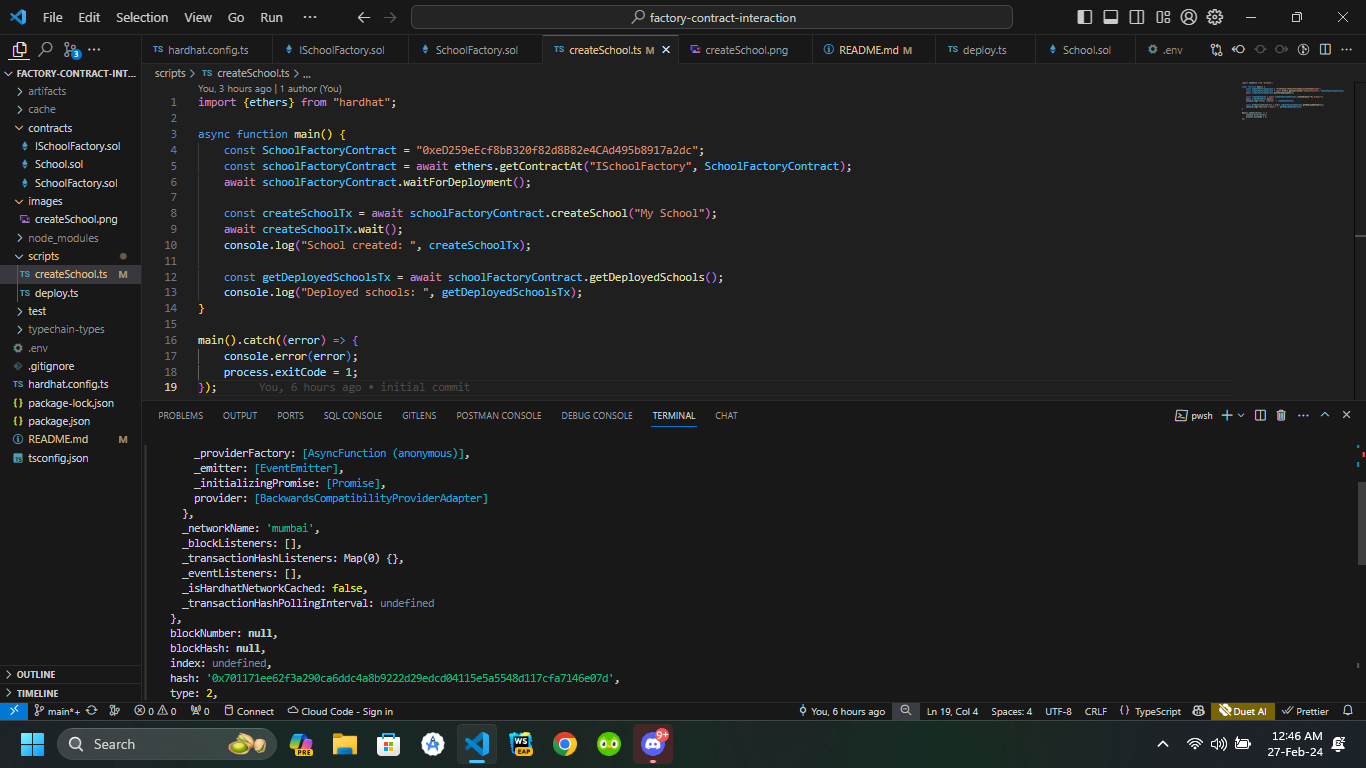 File Edit Selection View Go Run ··· factory-contract-interaction
hardhat.config.ts ISchoolFactory.sol SchoolFactory.sol TS createSchool.ts M createSchool.png README.md M TS deploy.ts School.sol .env
TS
3
FACTORY-CONTRACT-INT...
artifacts
cache
contracts
ISchoolFactory.sol
School.sol
SchoolFactory.sol
images
createSchool.png
node_modules
scripts
TS createSchool.ts M
TS deploy.ts
test
typechain-types
.env
.gitignore
TS hardhat.config.ts
{} package-lock.json
{} package.json
README.md M
tsconfig.json
OUTLINE
TIMELINE
scripts > TS createSchool.ts > ...
You, 3 hours ago | 1 author (You)
1 import {ethers} from "hardhat";
2
3 async function main() {
4 const SchoolFactoryContract = "0xeD259eEcf8bB320f82d8B82e4CAd495b8917a2dc";
5 const schoolFactoryContract = await ethers.getContractAt("ISchoolFactory", SchoolFactoryContract);
6 await schoolFactoryContract.waitForDeployment();
7
8 const createSchoolTx = await schoolFactoryContract.createSchool("My School");
9 await createSchoolTx.wait();
10 console.log("School created: ", createSchoolTx);
11
12 const getDeployedSchoolsTx = await schoolFactoryContract.getDeployedSchools();
13 console.log("Deployed schools: ", getDeployedSchoolsTx);
14 }
15
16 main().catch((error) => {
17 console.error(error);
18 process.exitCode = 1;
19 }); You, 6 hours ago • initial commit
PROBLEMS OUTPUT PORTS SQL CONSOLE GITLENS POSTMAN CONSOLE DEBUG CONSOLE TERMINAL CHAT pwsh
_providerFactory: [AsyncFunction (anonymous)],
_emitter: [EventEmitter],
_initializingPromise: [Promise],
provider: [BackwardsCompatibilityProviderAdapter]
},
_networkName: 'mumbai',
_blockListeners: [],
_transactionHashListeners: Map(0) {},
_eventListeners: [],
_isHardhatNetworkCached: false,
_transactionHashPollingInterval: undefined
},
blockNumber: null,
blockHash: null,
index: undefined,
hash: '0x701171ee62f3a290ca6ddc4a8b9222d29edcd04115e5a5548d117cfa7146e07d',
type: 2,
main*+ 0 0 0 Connect Cloud Code - Sign in You, 6 hours ago Ln 19, Col 4 Spaces: 4 UTF-8 CRLF {} TypeScript Duet AI Prettier
Search PRE EAP 9+ 12:46 AM
27-Feb-24